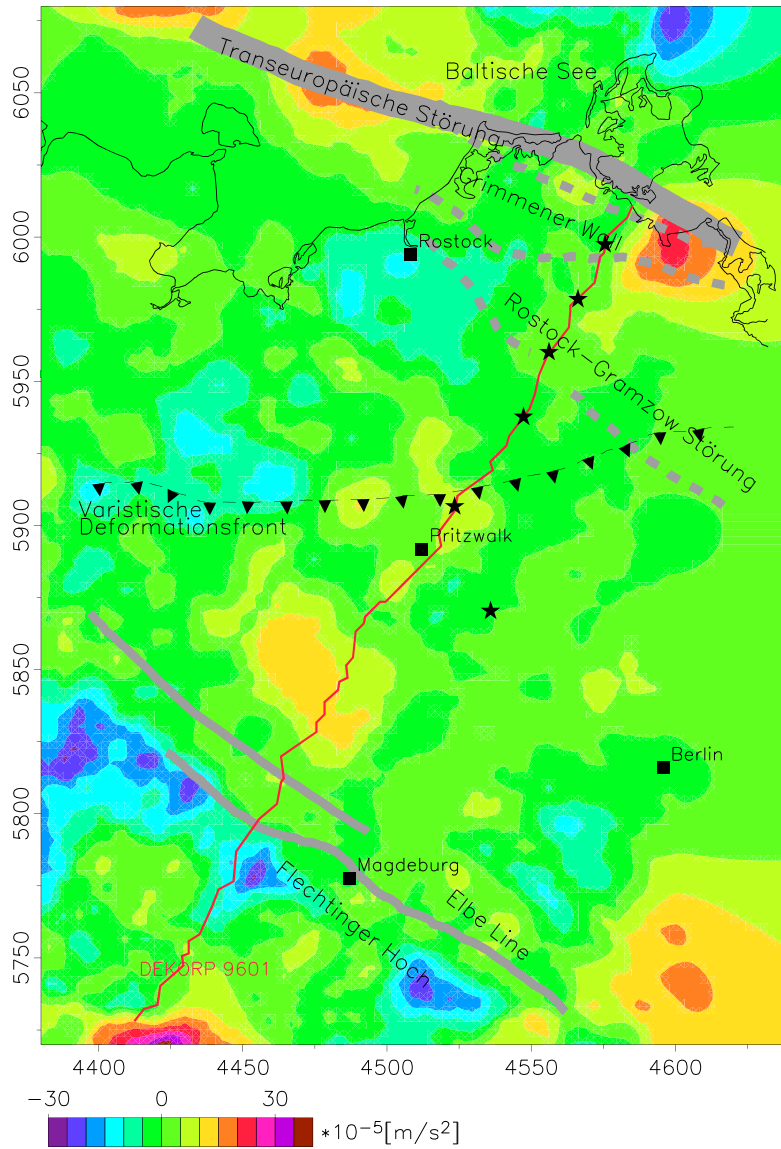 Transeuropäische Störung
Baltische See
6050
Grimmener Wall
6000
Rostock
Rostock-Gramzow Störung
5950
Varistische
Deformationsfront
5900
Pritzwalk
5850
Berlin
5800
Magdeburg
Flechtinger Hoch
Elbe Line
5750
DEKORP 9601
4400 4450 4500 4550 4600
-30 0 30
*10⁻⁵[m/s²]